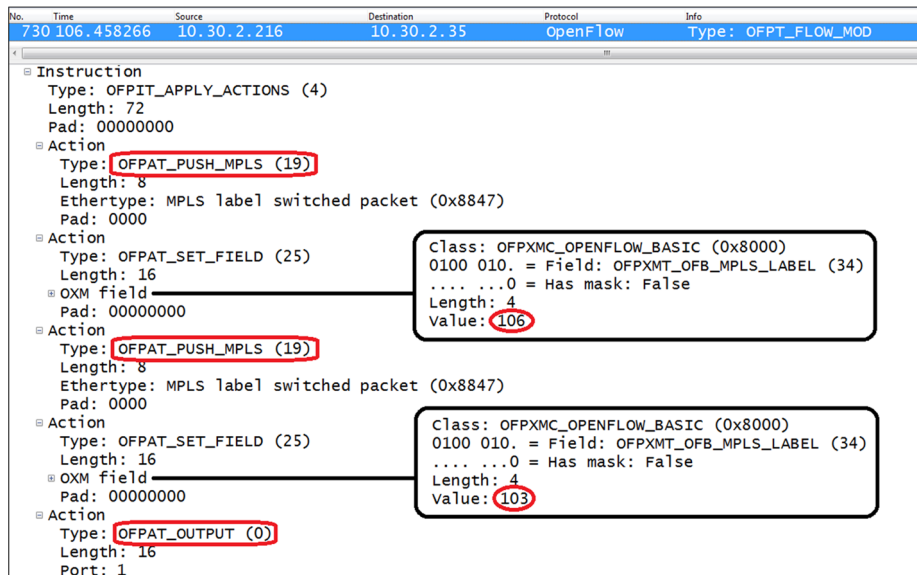 No. Time Source Destination Protocol Info
730 106.458266 10.30.2.216 10.30.2.35 OpenFlow Type: OFPT_FLOW_MOD
Instruction
Type: OFPIT_APPLY_ACTIONS (4)
Length: 72
Pad: 00000000
Action
Type: OFPAT_PUSH_MPLS (19)
Length: 8
Ethertype: MPLS label switched packet (0x8847)
Pad: 0000
Action
Type: OFPAT_SET_FIELD (25)
Length: 16
OXM field
Pad: 00000000
Class: OFPXMC_OPENFLOW_BASIC (0x8000)
0100 010. = Field: OFPXMT_OFB_MPLS_LABEL (34)
.... ...0 = Has mask: False
Length: 4
Value: 106
Action
Type: OFPAT_PUSH_MPLS (19)
Length: 8
Ethertype: MPLS label switched packet (0x8847)
Pad: 0000
Action
Type: OFPAT_SET_FIELD (25)
Length: 16
OXM field
Pad: 00000000
Class: OFPXMC_OPENFLOW_BASIC (0x8000)
0100 010. = Field: OFPXMT_OFB_MPLS_LABEL (34)
.... ...0 = Has mask: False
Length: 4
Value: 103
Action
Type: OFPAT_OUTPUT (0)
Length: 16
Port: 1